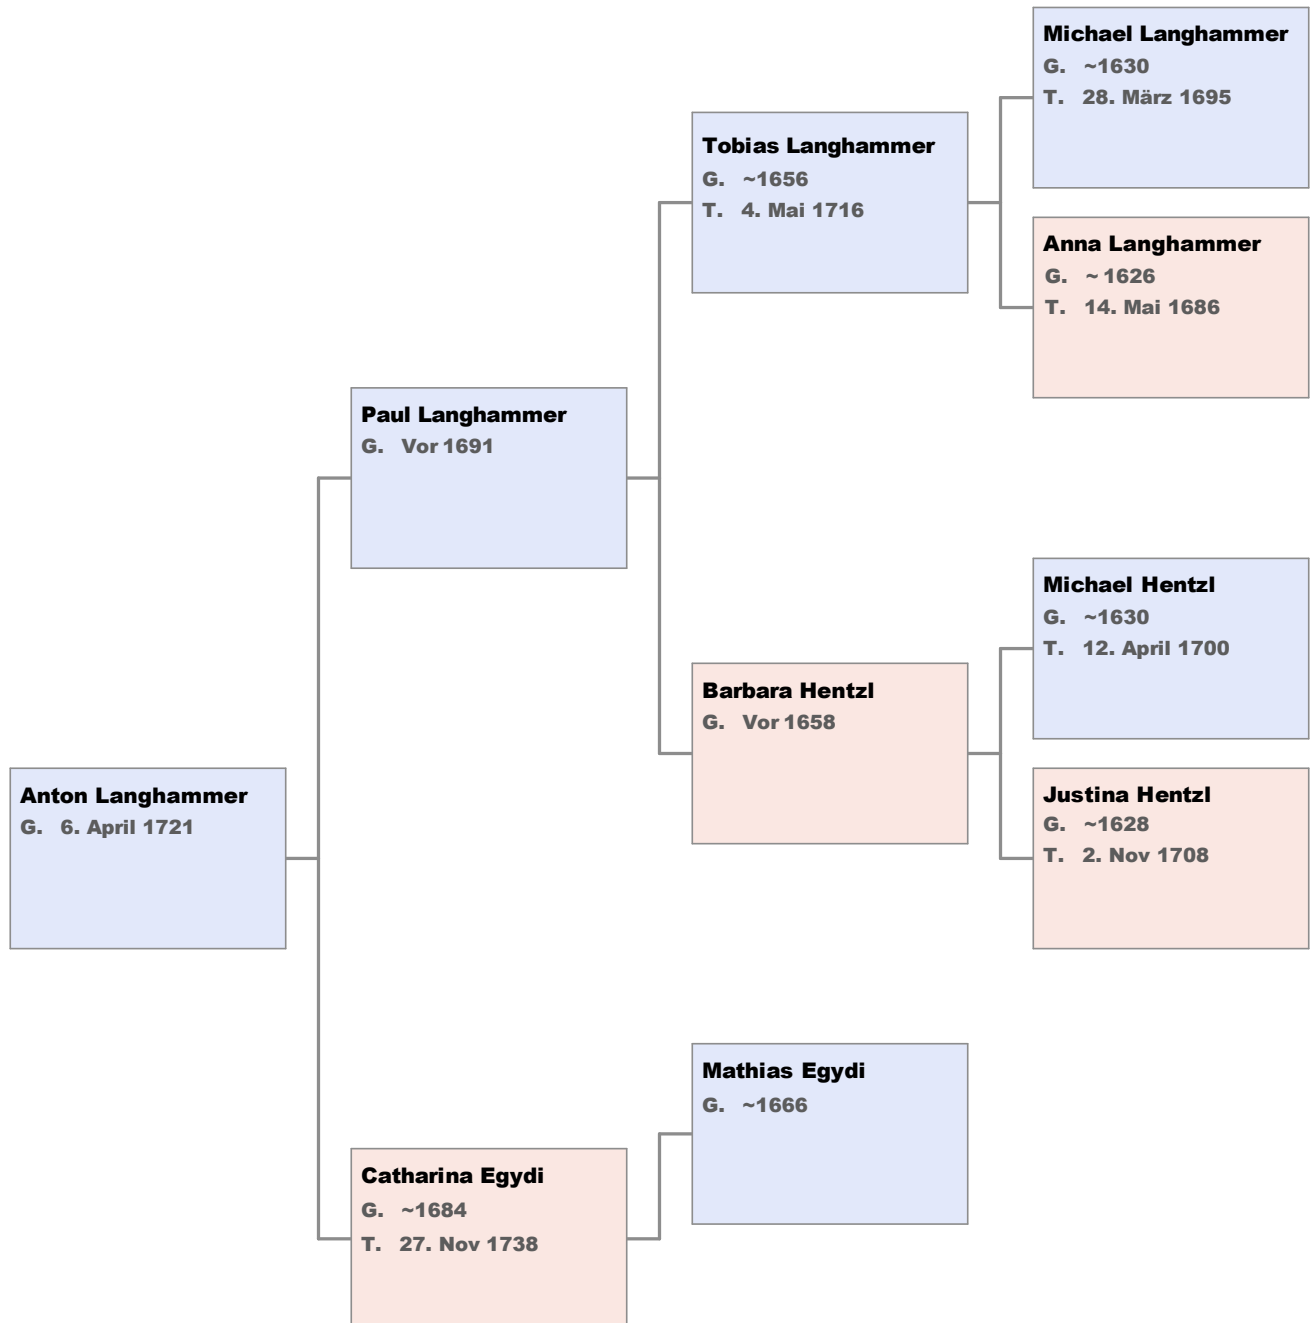 Michael Langhammer
G. ~1630
T. 28. März 1695
Tobias Langhammer
G. ~1656
T. 4. Mai 1716
Anna Langhammer
G. ~ 1626
T. 14. Mai 1686
Paul Langhammer
G. Vor 1691
Michael Hentzl
G. ~1630
T. 12. April 1700
Barbara Hentzl
G. Vor 1658
Anton Langhammer
G. 6. April 1721
Justina Hentzl
G. ~1628
T. 2. Nov 1708
Mathias Egydi
G. ~1666
Catharina Egydi
G. ~1684
T. 27. Nov 1738